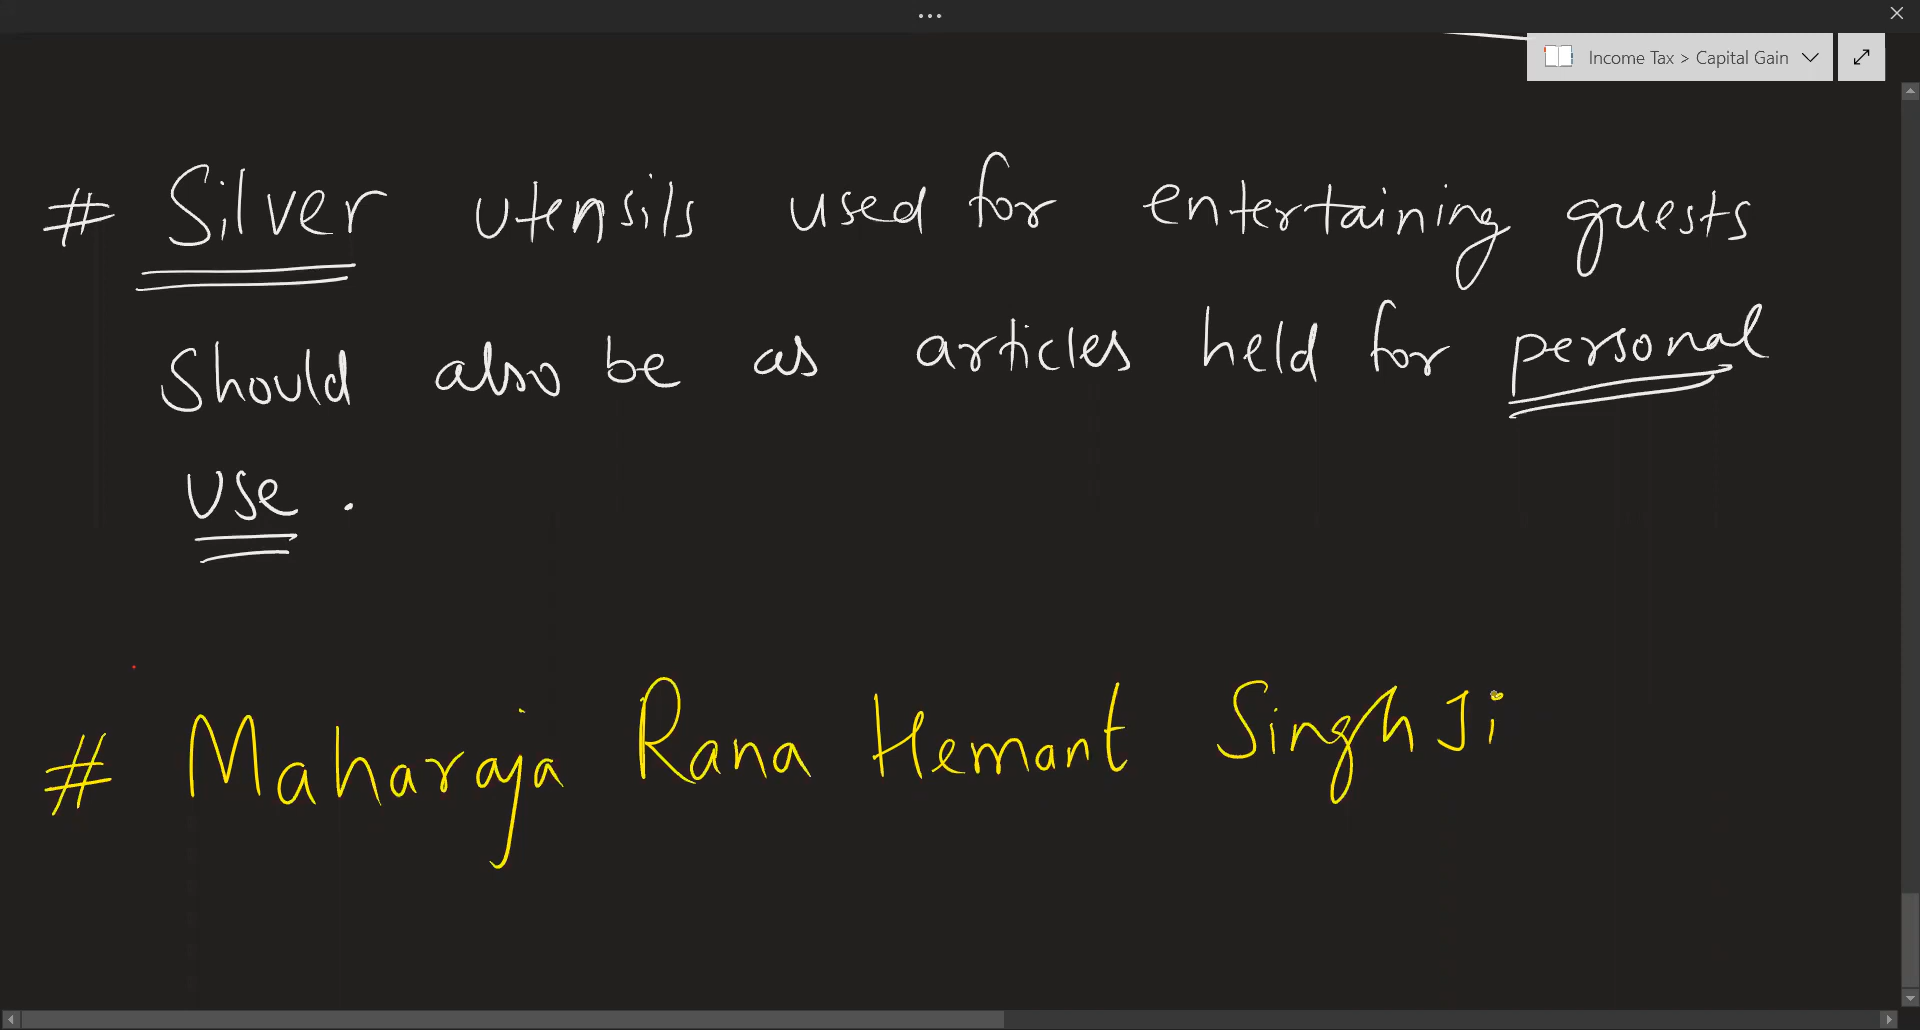 Income Tax > Capital Gain
# Silver utensils used for entertaining guests
Should also be as articles held for personal
use.
# Maharaja Rana Hemant Singh Ji